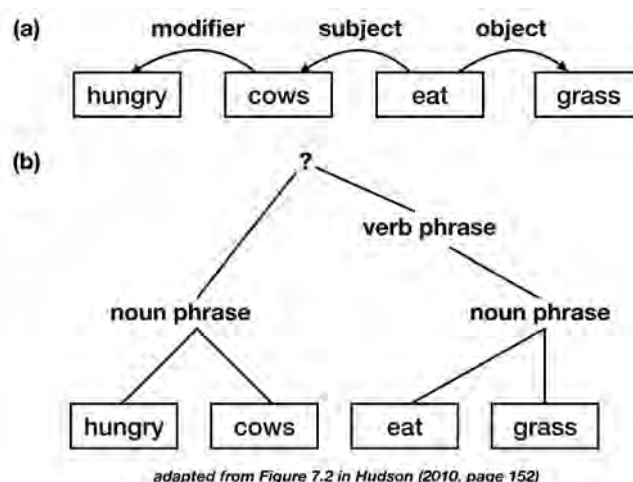 (a) modifier subject object
hungry cows eat grass
(b) ?
verb phrase
noun phrase noun phrase
hungry cows eat grass
adapted from Figure 7.2 in Hudson (2010, page 152)